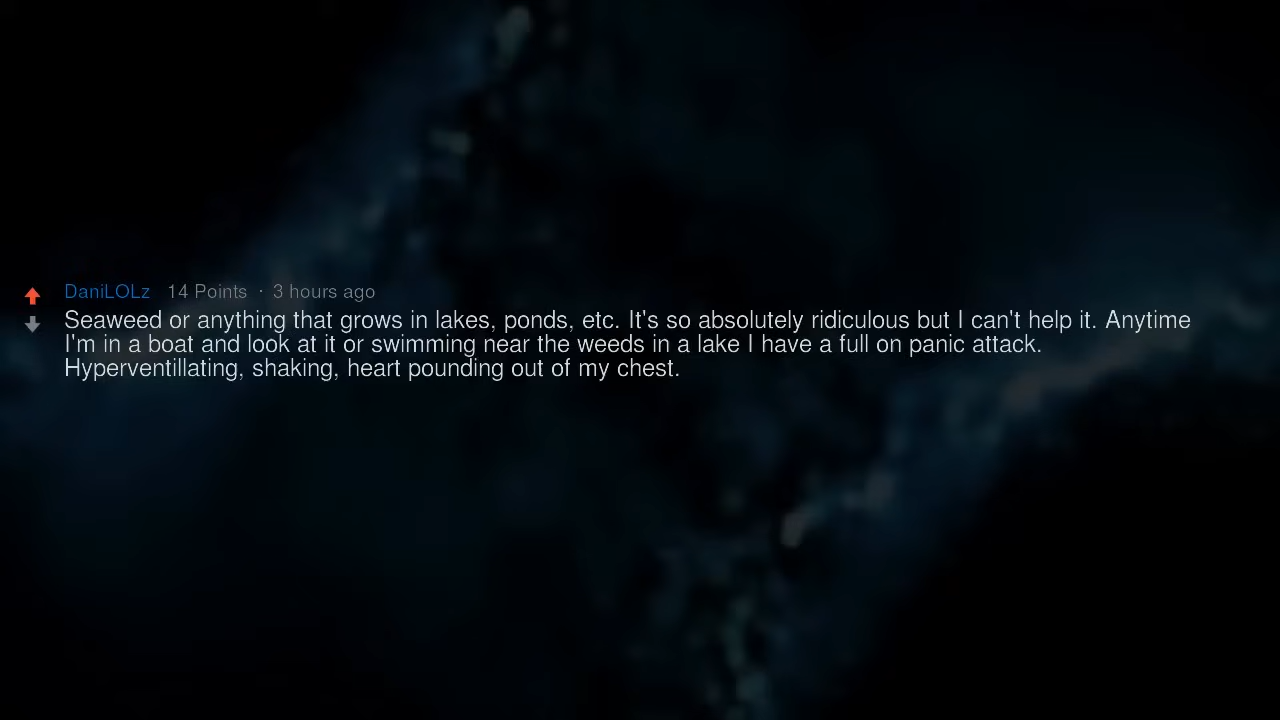 DaniLOLz 14 Points · 3 hours ago
Seaweed or anything that grows in lakes, ponds, etc. It's so absolutely ridiculous but I can't help it. Anytime
I'm in a boat and look at it or swimming near the weeds in a lake I have a full on panic attack.
Hyperventillating, shaking, heart pounding out of my chest.